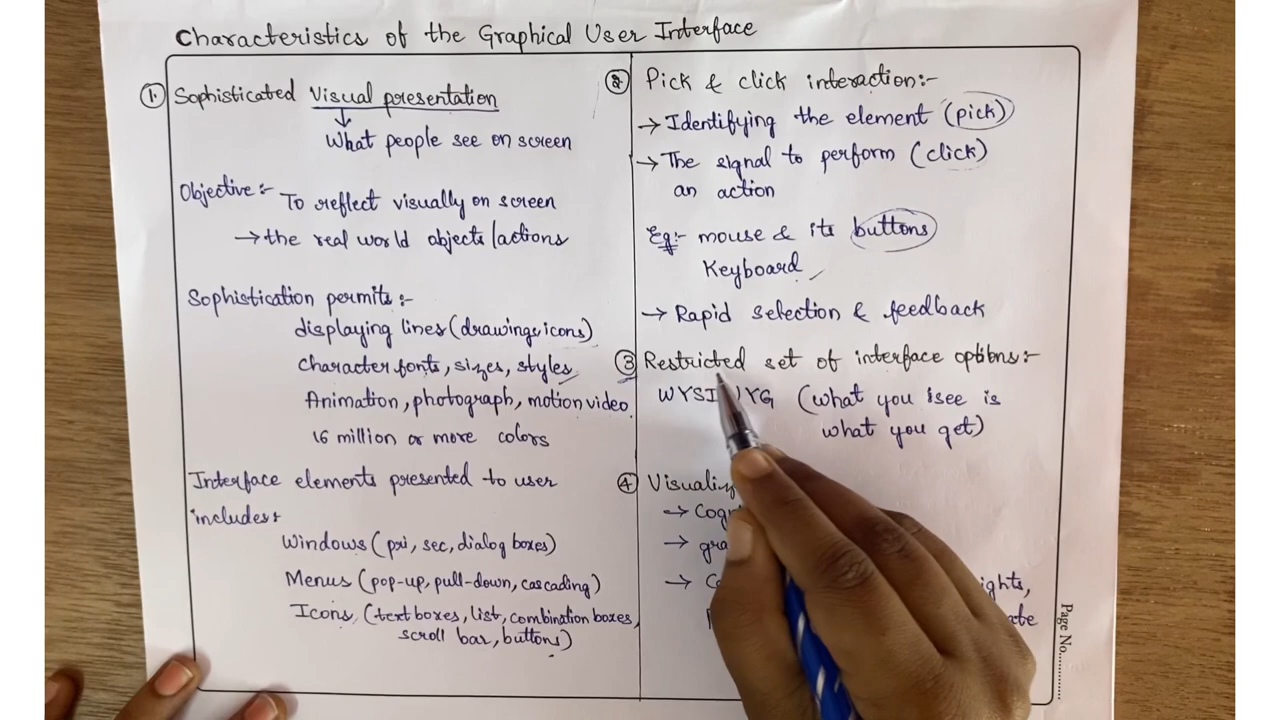 Characteristics of the Graphical User Interface
1. Sophisticated Visual presentation
What people see on screen
Objective:- To reflect visually on screen
→ the real world objects/actions
Sophistication permits:-
displaying lines (drawings, icons)
Character fonts, sizes, styles
Animation, photograph, motion video
16 million or more colors
Interface elements presented to user
includes:
Windows (pri, sec, dialog boxes)
Menus (pop-up, pull-down, cascading)
Icons, (text boxes, list, combination boxes,
scroll bar, buttons)
2. Pick & click interaction:-
→ Identifying the element (pick)
→ The signal to perform (click)
an action
Eg:- mouse & its buttons
Keyboard
→ Rapid selection & feedback
3 Restricted set of interface options:-
(what you see is
what you get)
4
→
→
→
Page No.............